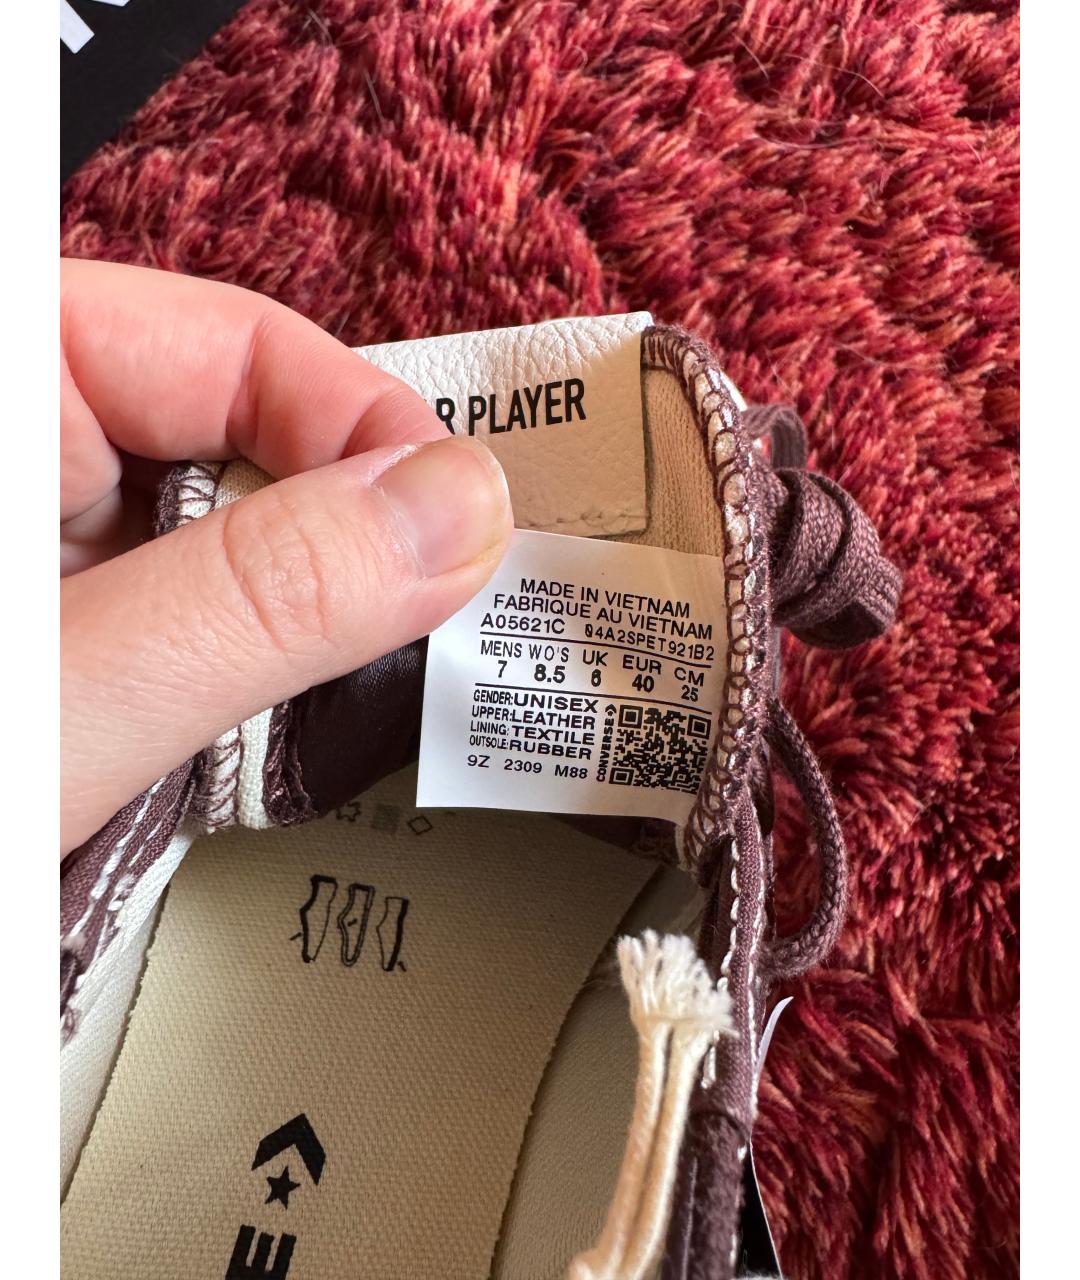 R PLAYER
MADE IN VIETNAM
FABRIQUE AU VIETNAM
A05621C 04A2SPET921B2
MENS WO'S UK EUR CM
7 8.5 6 40 25
GENDER:UNISEX
UPPER:LEATHER
LINING:TEXTILE
OUTSOLE:RUBBER
9Z 2309 M88
CONVERSE
E